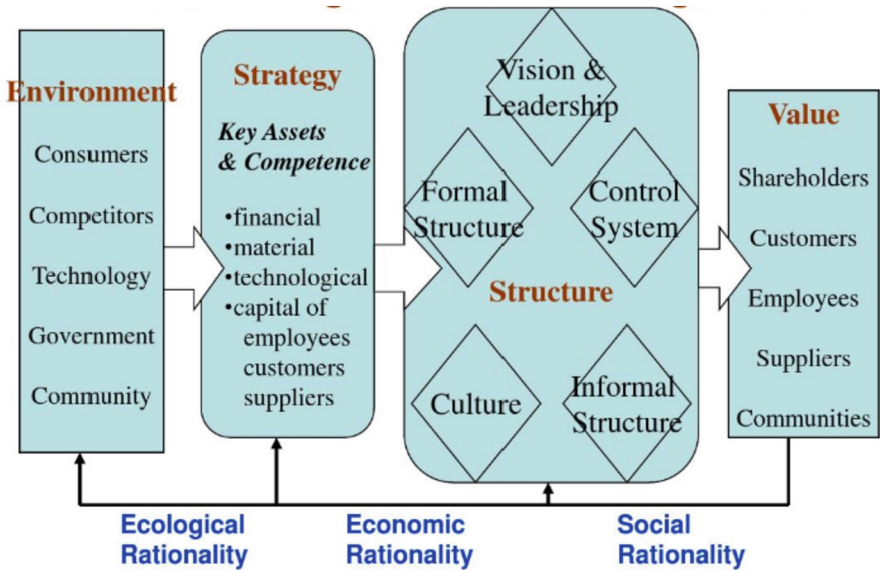 Environment
Consumers
Competitors
Technology
Government
Community
Strategy
Key Assets
& Competence
•financial
•material
•technological
•capital of
employees
customers
suppliers
Vision &
Leadership
Formal
Structure
Control
System
Structure
Culture
Informal
Structure
Value
Shareholders
Customers
Employees
Suppliers
Communities
Ecological
Rationality
Economic
Rationality
Social
Rationality